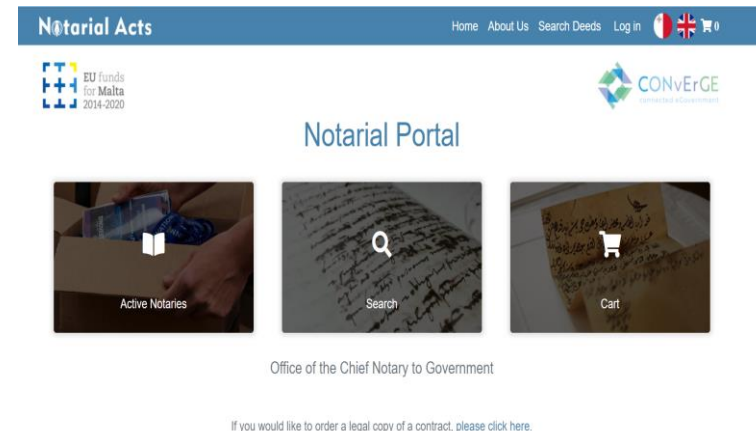 Notarial Acts
Home About Us Search Deeds Log in 0
EU funds
for Malta
2014-2020
CONvErGE
connected eGovernment
Notarial Portal
Active Notaries
Search
Cart
Office of the Chief Notary to Government
If you would like to order a legal copy of a contract, please click here.